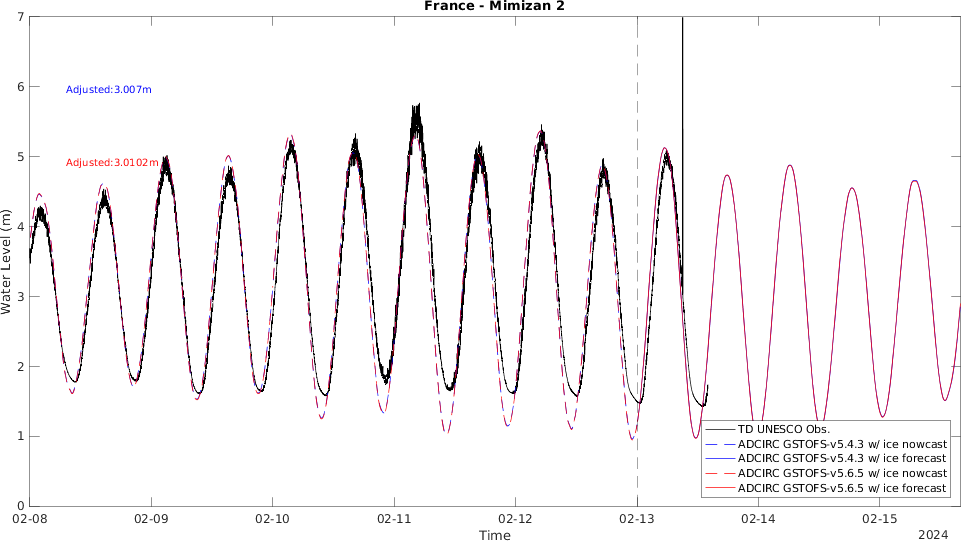 France - Mimizan 2
7
6
5
4
3
2
1
0
Water Level (m)
Adjusted:3.007m
Adjusted:3.0102m
TD UNESCO Obs.
ADCIRC GSTOFS-v5.4.3 w/ ice nowcast
ADCIRC GSTOFS-v5.4.3 w/ ice forecast
ADCIRC GSTOFS-v5.6.5 w/ ice nowcast
ADCIRC GSTOFS-v5.6.5 w/ ice forecast
02-08 02-09 02-10 02-11 02-12 02-13 02-14 02-15
Time
2024